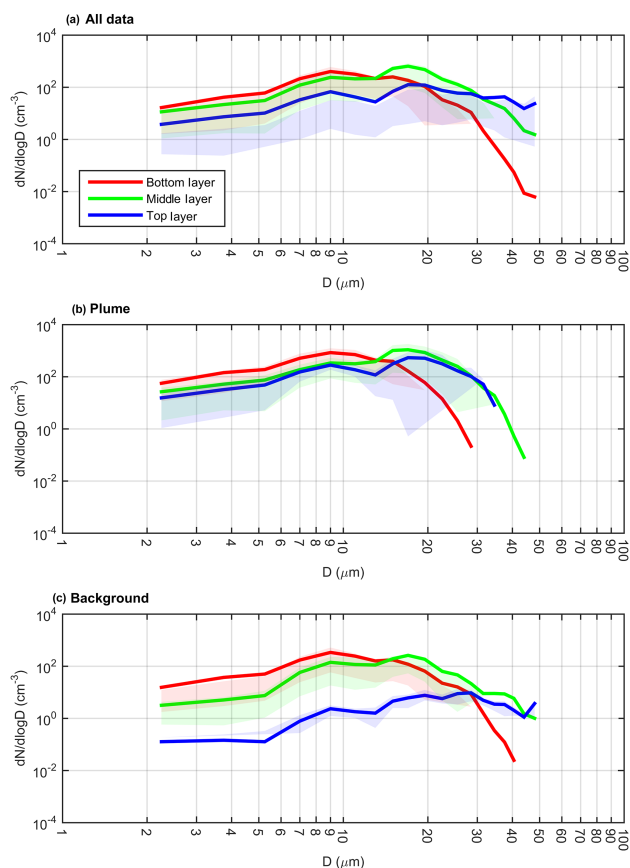 (a) All data
10^4
10^2
10^0
10^-2
10^-4
dN/dlogD (cm^-3)
Bottom layer
Middle layer
Top layer
1 2 3 4 5 6 7 8 9 10 20 30 40 50 60 70 80 90 100
D (μm)
(b) Plume
10^4
10^2
10^0
10^-2
10^-4
dN/dlogD (cm^-3)
1 2 3 4 5 6 7 8 9 10 20 30 40 50 60 70 80 90 100
D (μm)
(c) Background
10^4
10^2
10^0
10^-2
10^-4
dN/dlogD (cm^-3)
1 2 3 4 5 6 7 8 9 10 20 30 40 50 60 70 80 90 100
D (μm)